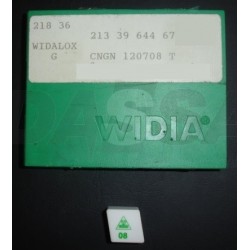 218 36
213 39 644 67
WIDALOX
G CNGN 120708 T
WIDIA
08